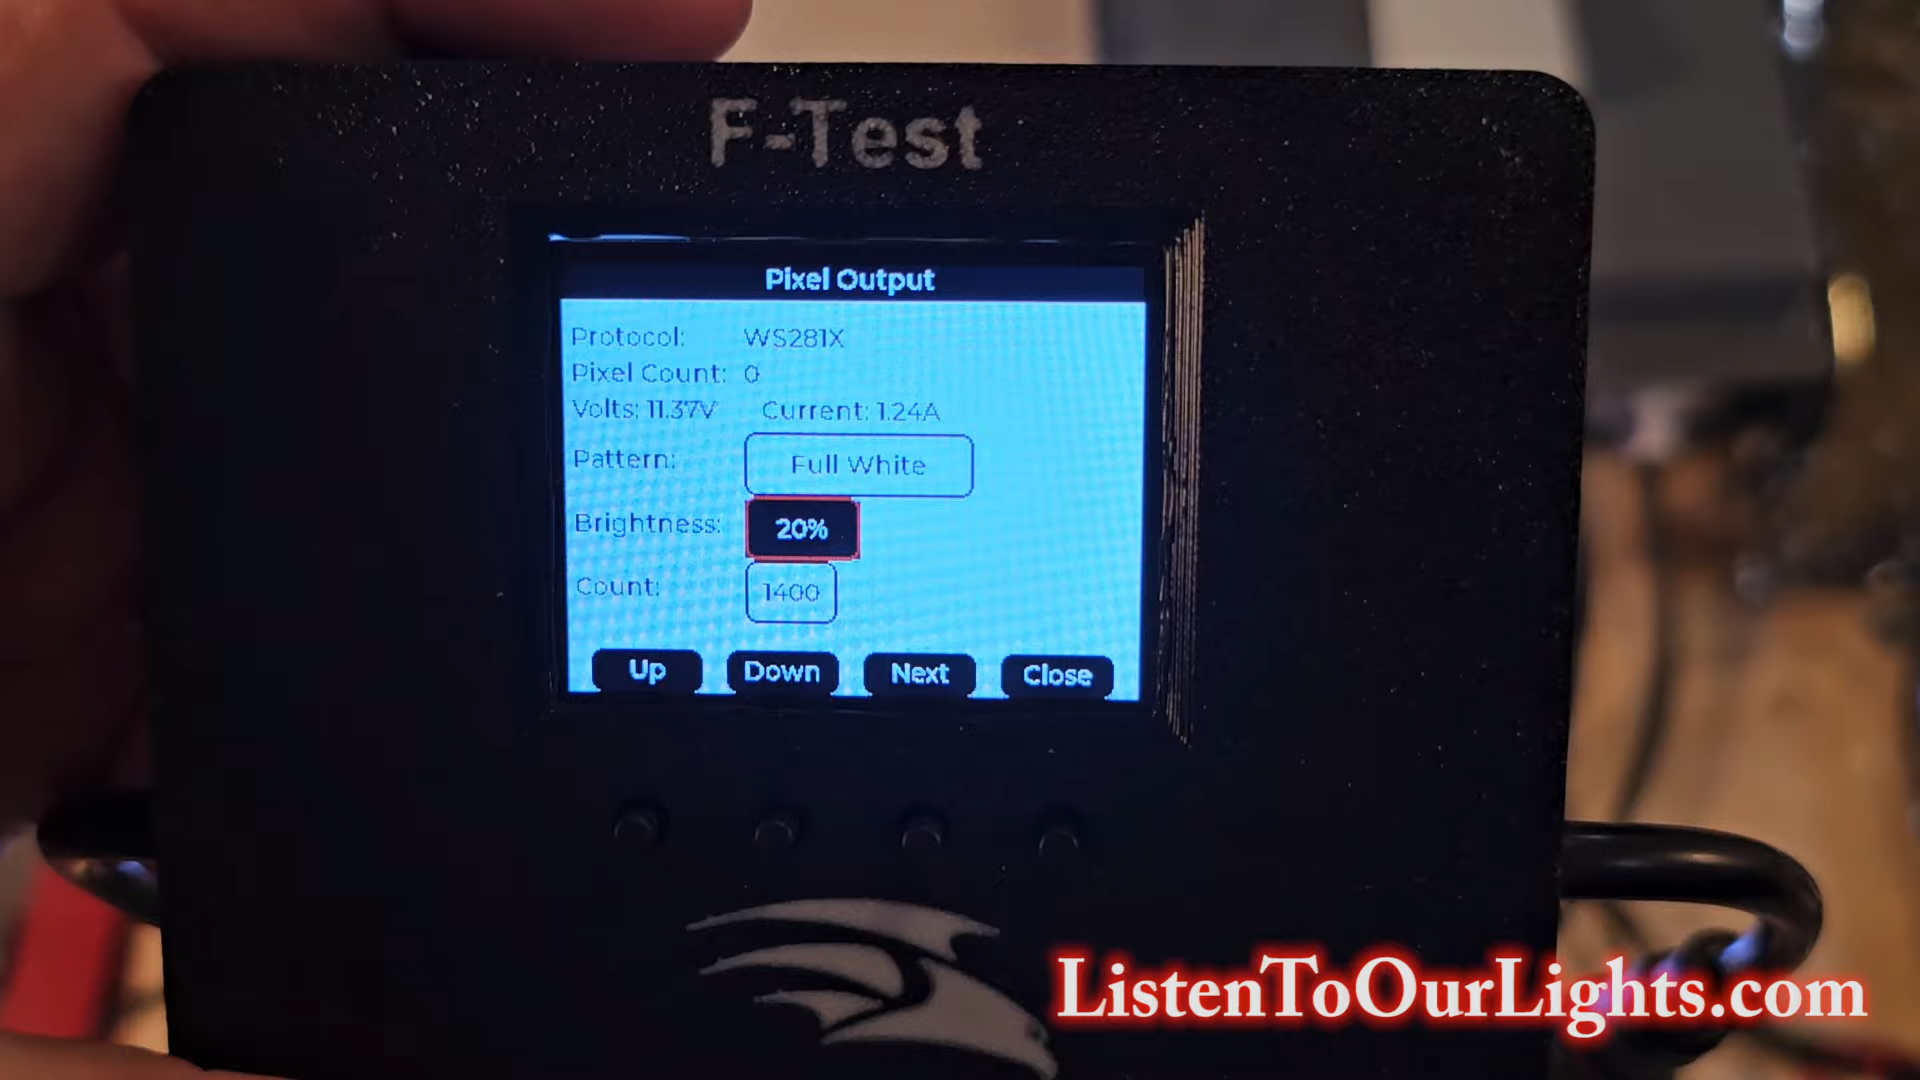 F-Test
Pixel Output
Protocol: WS281X
Pixel Count: 0
Volts: 11.37V Current: 1.24A
Pattern: Full White
Brightness: 20%
Count: 1400
Up Down Next Close
ListenToOurLights.com